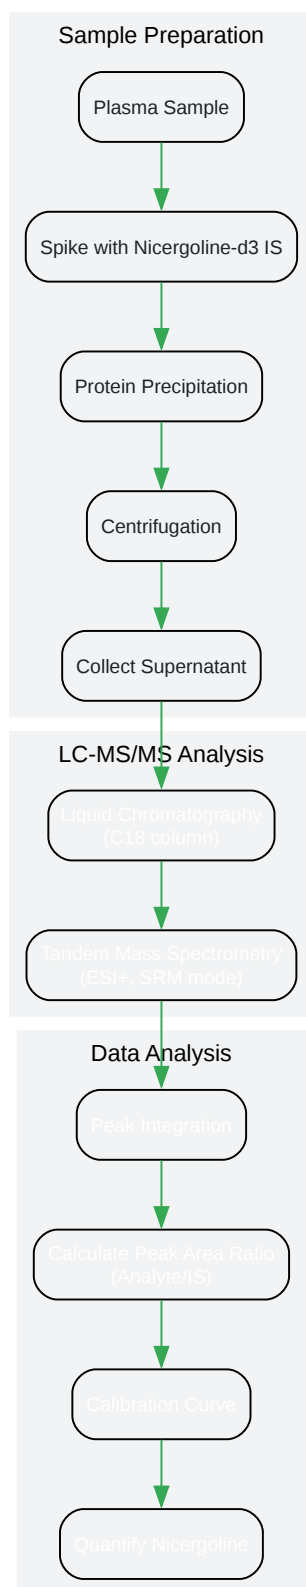 Sample Preparation
Plasma Sample
Spike with Nicergoline-d3 IS
Protein Precipitation
Centrifugation
Collect Supernatant
LC-MS/MS Analysis
Liquid Chromatography
(C18 column)
Tandem Mass Spectrometry
(ESI+, SRM mode)
Data Analysis
Peak Integration
Calculate Peak Area Ratio
(Analyte/IS)
Calibration Curve
Quantify Nicergoline